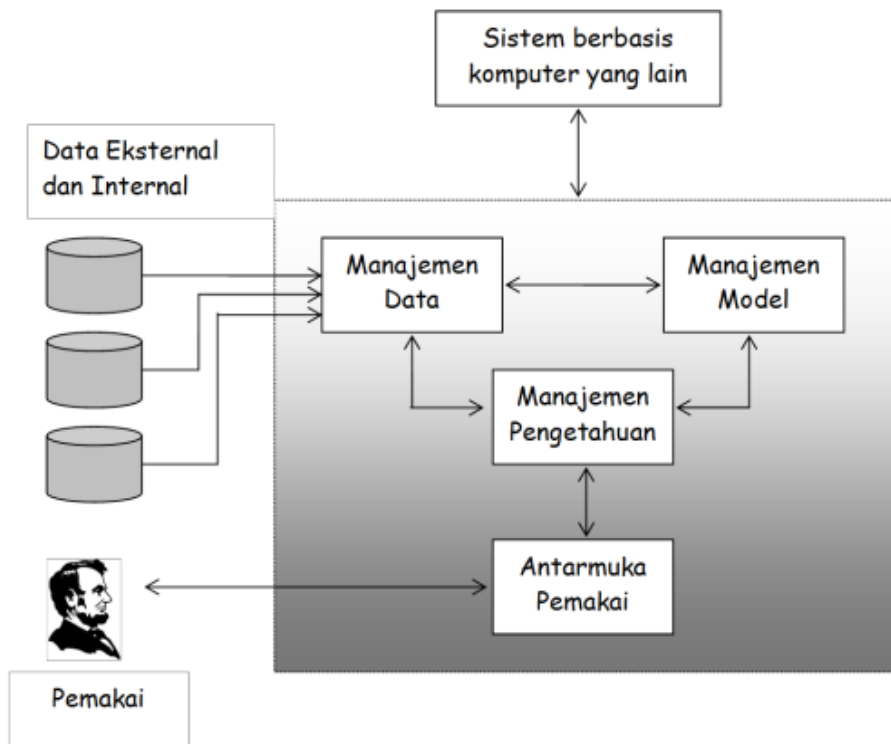 Sistem berbasis
komputer yang lain
Data Eksternal
dan Internal
Manajemen
Data
Manajemen
Model
Manajemen
Pengetahuan
Antarmuka
Pemakai
Pemakai